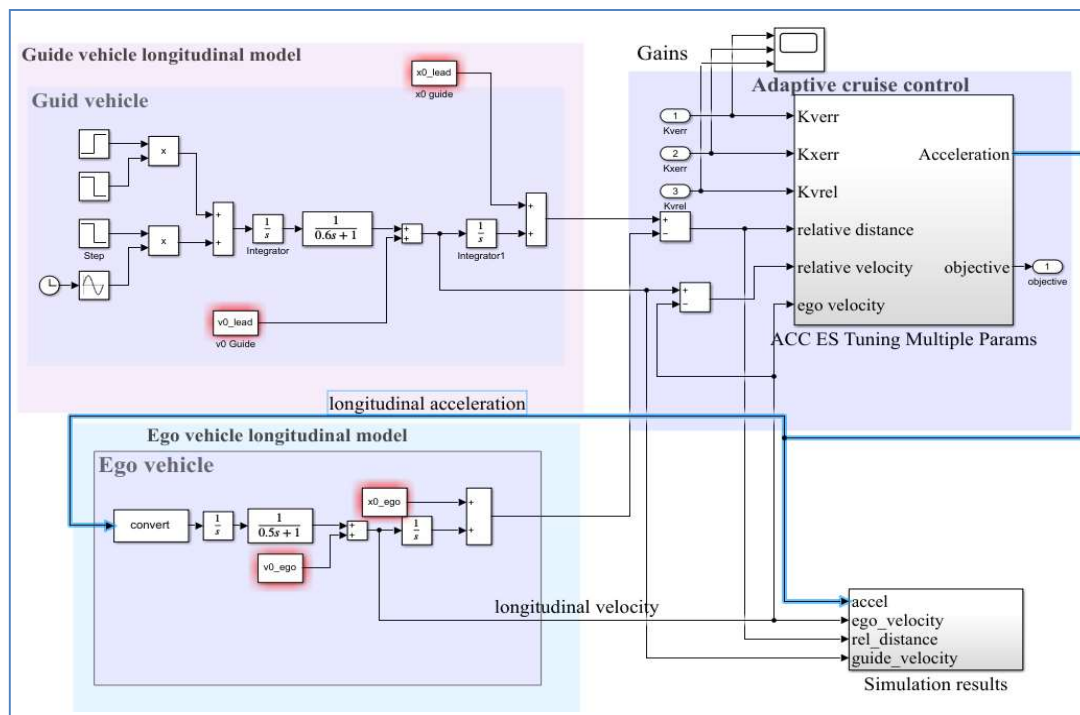 Guide vehicle longitudinal model
Guid vehicle
x0_lead
x0 guide
x
Step
x
+
+
1
s
Integrator
1
0.6s + 1
+
+
1
s
Integrator1
+
+
v0_lead
v0 Guide
Gains
Adaptive cruise control
1
Kverr
2
Kxerr
3
Kvrel
+
−
+
−
Kverr
Kxerr
Kvrel
relative distance
relative velocity
ego velocity
Acceleration
objective
1
objective
ACC ES Tuning Multiple Params
longitudinal acceleration
Ego vehicle longitudinal model
Ego vehicle
convert
1
s
1
0.5s + 1
+
+
v0_ego
x0_ego
1
s
+
+
longitudinal velocity
accel
ego_velocity
rel_distance
guide_velocity
Simulation results